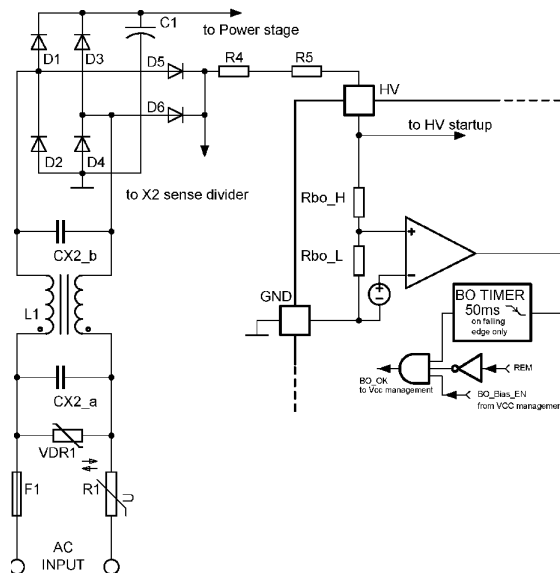 C1
to Power stage
D1
D3
D5
R4
R5
HV
D6
to HV startup
D2
D4
to X2 sense divider
Rbo_H
CX2_b
Rbo_L
+
-
GND
L1
BO TIMER
50ms
on falling
edge only
REM
BO_OK
to Vcc management
BO_Bias_EN
from VCC management
CX2_a
VDR1
F1
R1
U
AC
INPUT